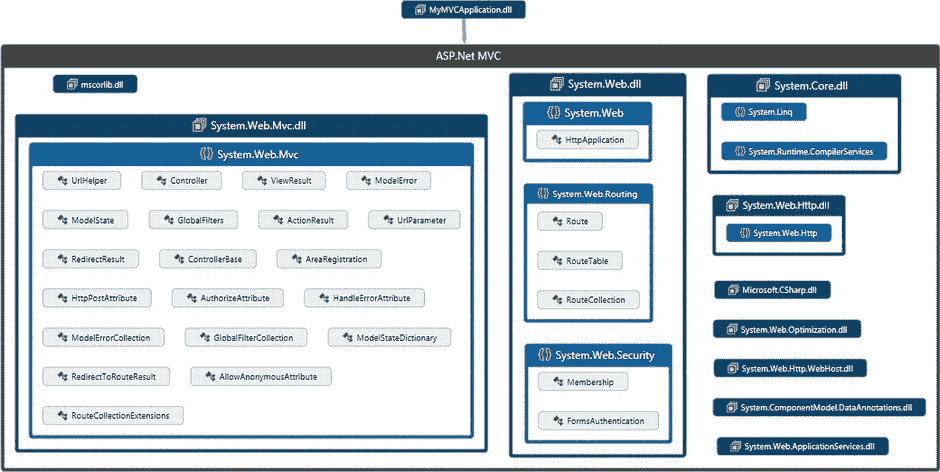 MyMVCApplication.dll
ASP.Net MVC
mscorlib.dll
System.Web.Mvc.dll
System.Web.Mvc
UrlHelper
Controller
ViewResult
ModelError
ModelState
GlobalFilters
ActionResult
UrlParameter
RedirectResult
ControllerBase
AreaRegistration
HttpPostAttribute
AuthorizeAttribute
HandleErrorAttribute
ModelErrorCollection
GlobalFilterCollection
ModelStateDictionary
RedirectToRouteResult
AllowAnonymousAttribute
RouteCollectionExtensions
System.Web.dll
System.Web
HttpApplication
System.Web.Routing
Route
RouteTable
RouteCollection
System.Web.Security
Membership
FormsAuthentication
System.Core.dll
System.Linq
System.Runtime.CompilerServices
System.Web.Http.dll
System.Web.Http
Microsoft.CSharp.dll
System.Web.Optimization.dll
System.Web.Http.WebHost.dll
System.ComponentModel.DataAnnotations.dll
System.Web.ApplicationServices.dll